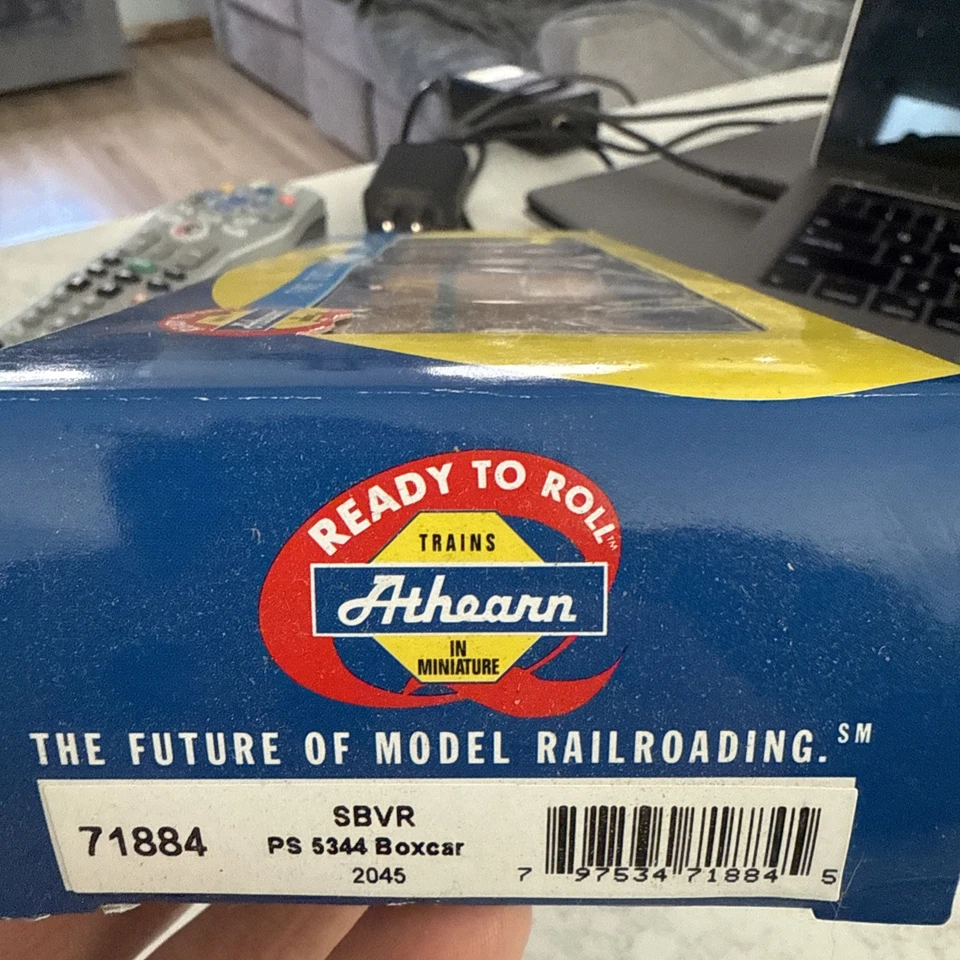 READY TO ROLL™
TRAINS
Athearn
IN
MINIATURE
THE FUTURE OF MODEL RAILROADING.℠
71884
SBVR
PS 5344 Boxcar
2045
7 97534 71884 5